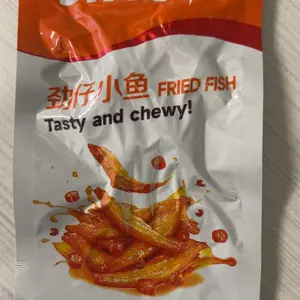 劲仔小鱼 FRIED FISH
Tasty and chewy!